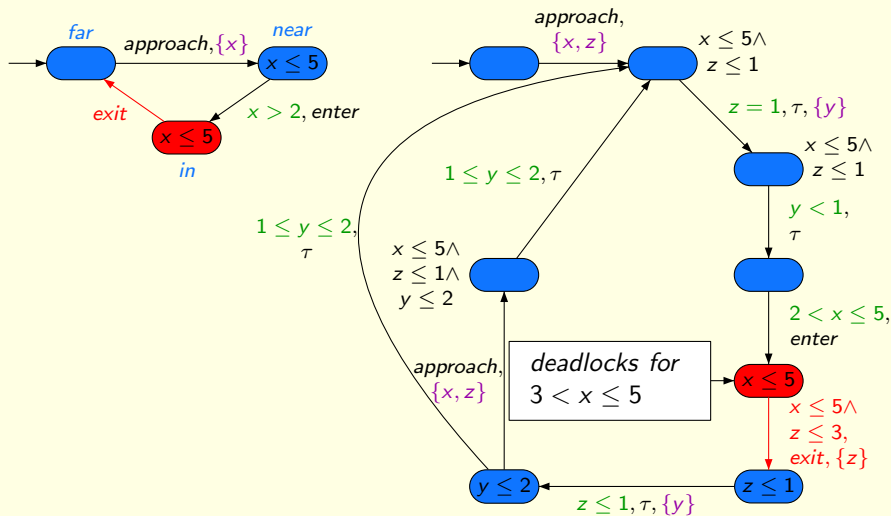 far
near
approach, {x}
x ≤ 5
exit
x > 2, enter
x ≤ 5
in
approach,
{x, z}
x ≤ 5∧
z ≤ 1
z = 1, τ, {y}
x ≤ 5∧
z ≤ 1
1 ≤ y ≤ 2, τ
y < 1,
τ
1 ≤ y ≤ 2,
τ
x ≤ 5∧
z ≤ 1∧
y ≤ 2
2 < x ≤ 5,
enter
deadlocks for
3 < x ≤ 5
x ≤ 5
approach,
{x, z}
x ≤ 5∧
z ≤ 3,
exit, {z}
y ≤ 2
z ≤ 1, τ, {y}
z ≤ 1